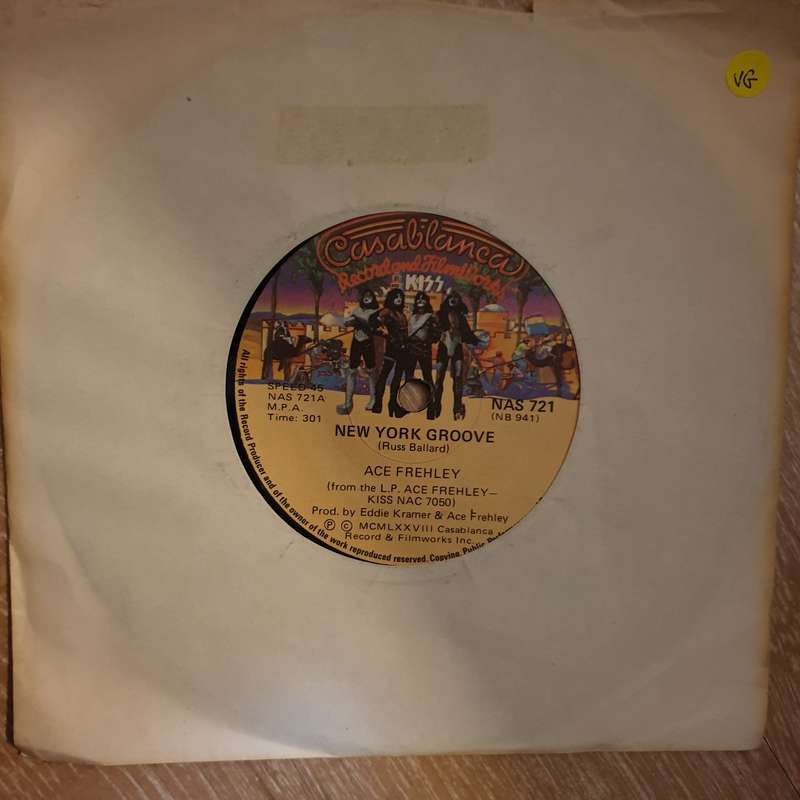 VG
Casablanca
Record and FilmWorks
KISS
SPEED 45
NAS 721A
M.P.A.
Time: 301
NAS 721
(NB 941)
NEW YORK GROOVE
(Russ Ballard)
ACE FREHLEY
(from the L.P. ACE FREHLEY—
KISS NAC 7050)
Prod. by Eddie Kramer & Ace Frehley
Ⓟ © MCMLXXVIII Casablanca
Record & Filmworks Inc.
All rights of the Record Producer and of the owner of the work reproduced reserved. Copying, Public